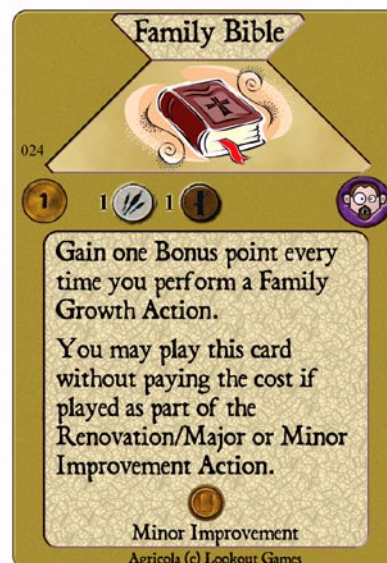 Family Bible
024
1 1 1
Gain one Bonus point every
time you perform a Family
Growth Action.
You may play this card
without paying the cost if
played as part of the
Renovation/Major or Minor
Improvement Action.
Minor Improvement
Agricola (c) Lookout Games